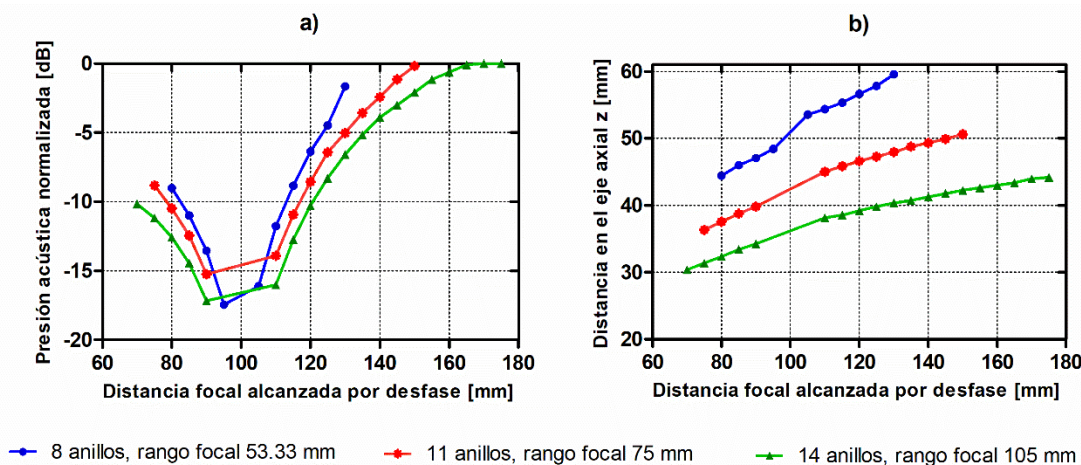 a)
Presión acústica normalizada [dB]
0
-5
-10
-15
-20
60 80 100 120 140 160 180
Distancia focal alcanzada por desfase [mm]
b)
Distancia en el eje axial z [mm]
60
50
40
30
20
60 80 100 120 140 160 180
Distancia focal alcanzada por desfase [mm]
8 anillos, rango focal 53.33 mm 11 anillos, rango focal 75 mm 14 anillos, rango focal 105 mm